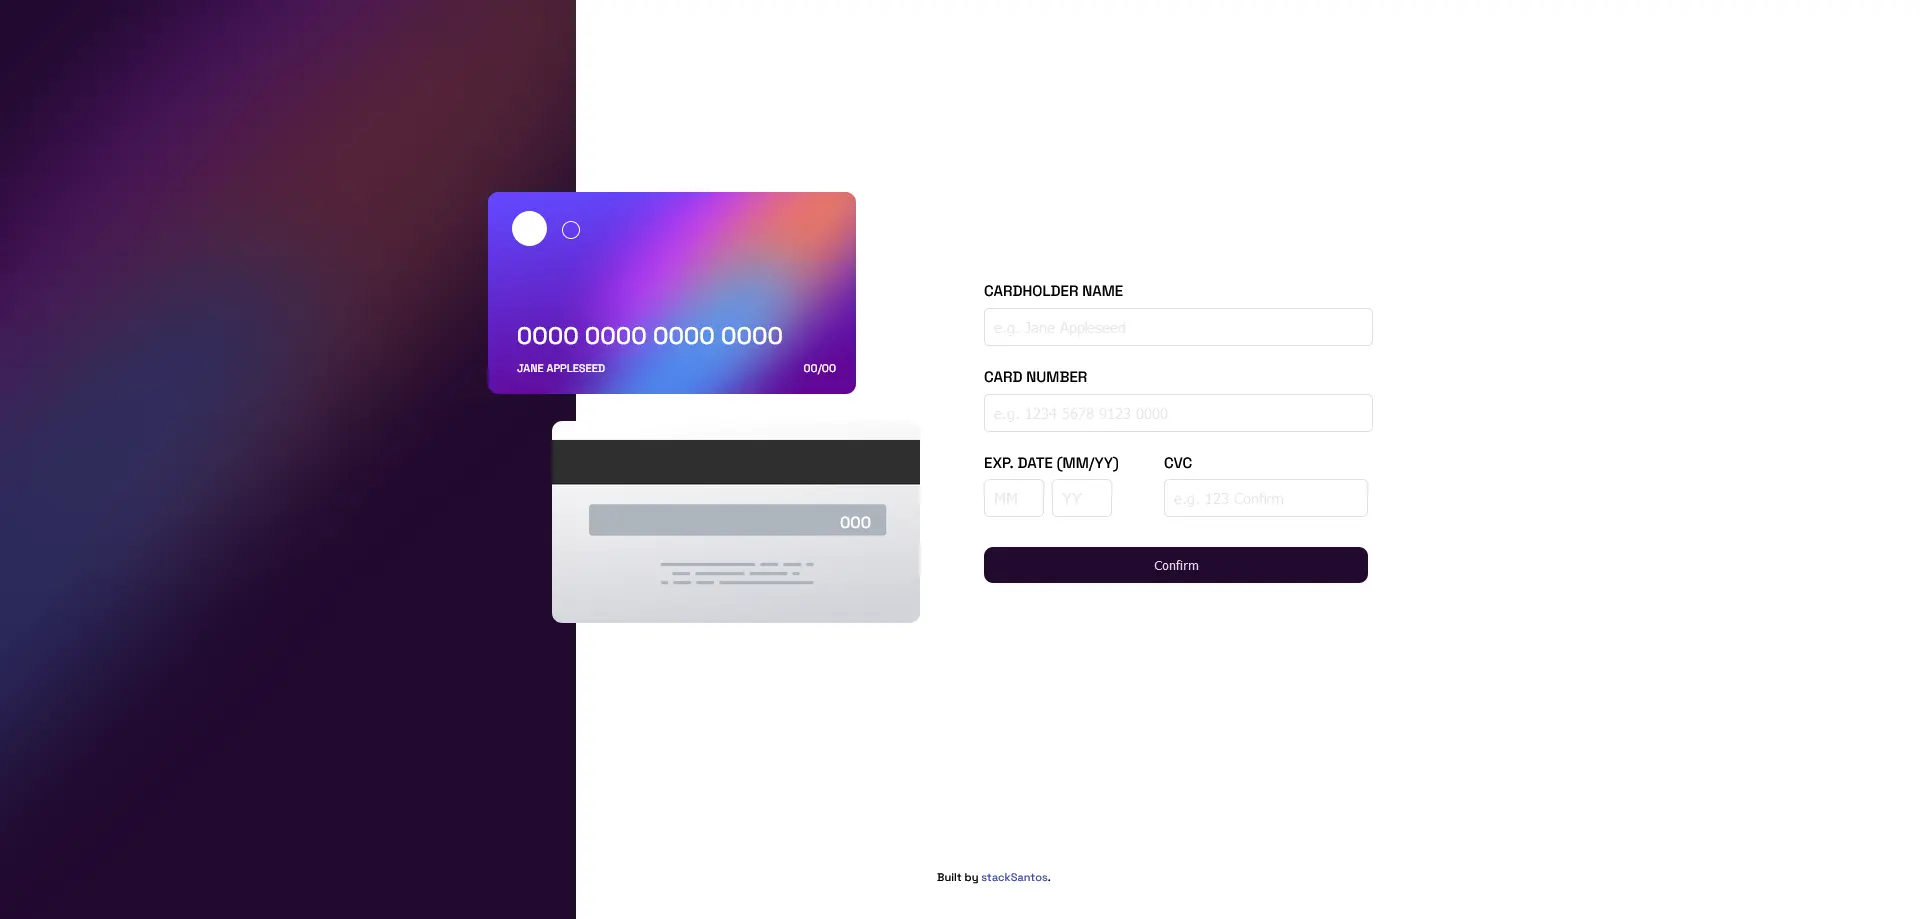 0000 0000 0000 0000
JANE APPLESEED 00/00
000
CARDHOLDER NAME
e.g. Jane Appleseed
CARD NUMBER
e.g. 1234 5678 9123 0000
EXP. DATE (MM/YY) CVC
MM YY e.g. 123 Confirm
Confirm
Built by stackSantos.